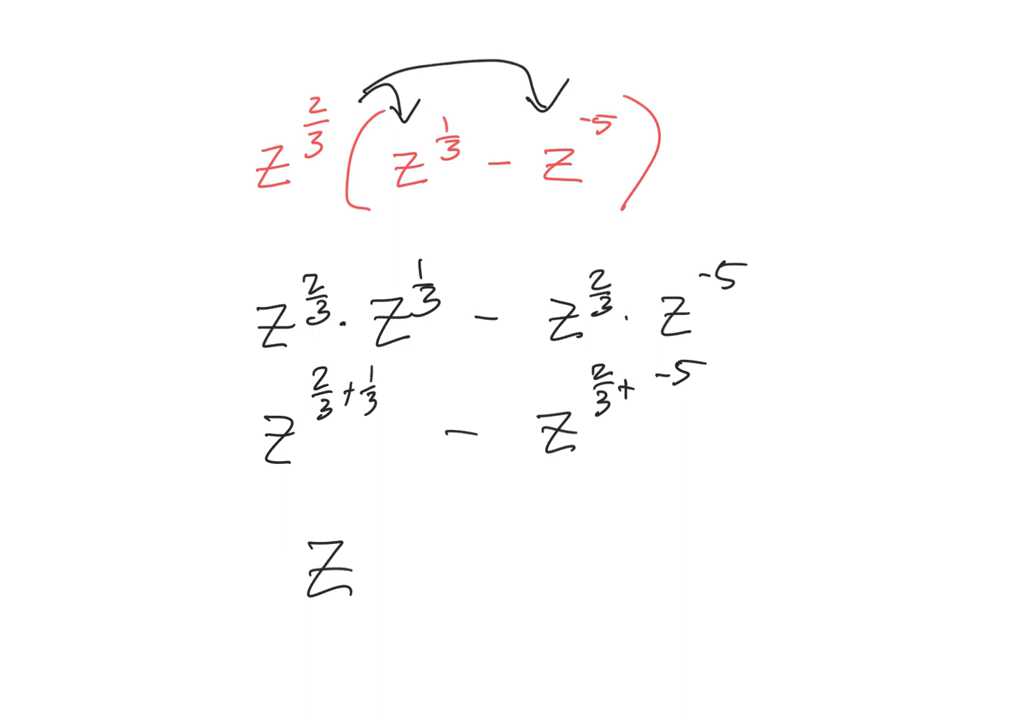 z^{2/3} ( z^{1/3} - z^{-5} )
z^{2/3} · z^{1/3} - z^{2/3} · z^{-5}
z^{2/3 + 1/3} - z^{2/3 + -5}
z